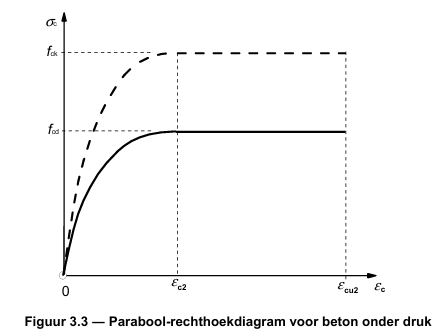 σc
fck
fcd
0
εc2
εcu2
εc
Figuur 3.3 — Parabool-rechthoekdiagram voor beton onder druk